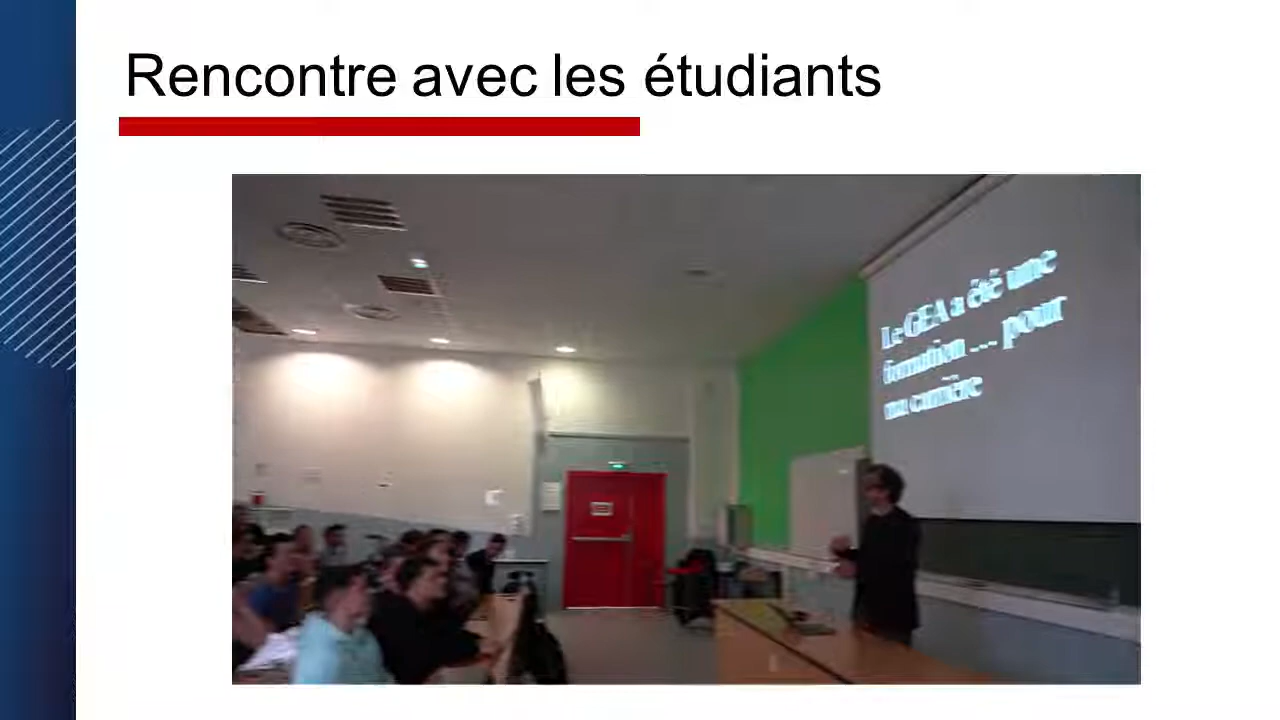 Rencontre avec les étudiants
Le GEA a été une
formation ... pour
ma carrière